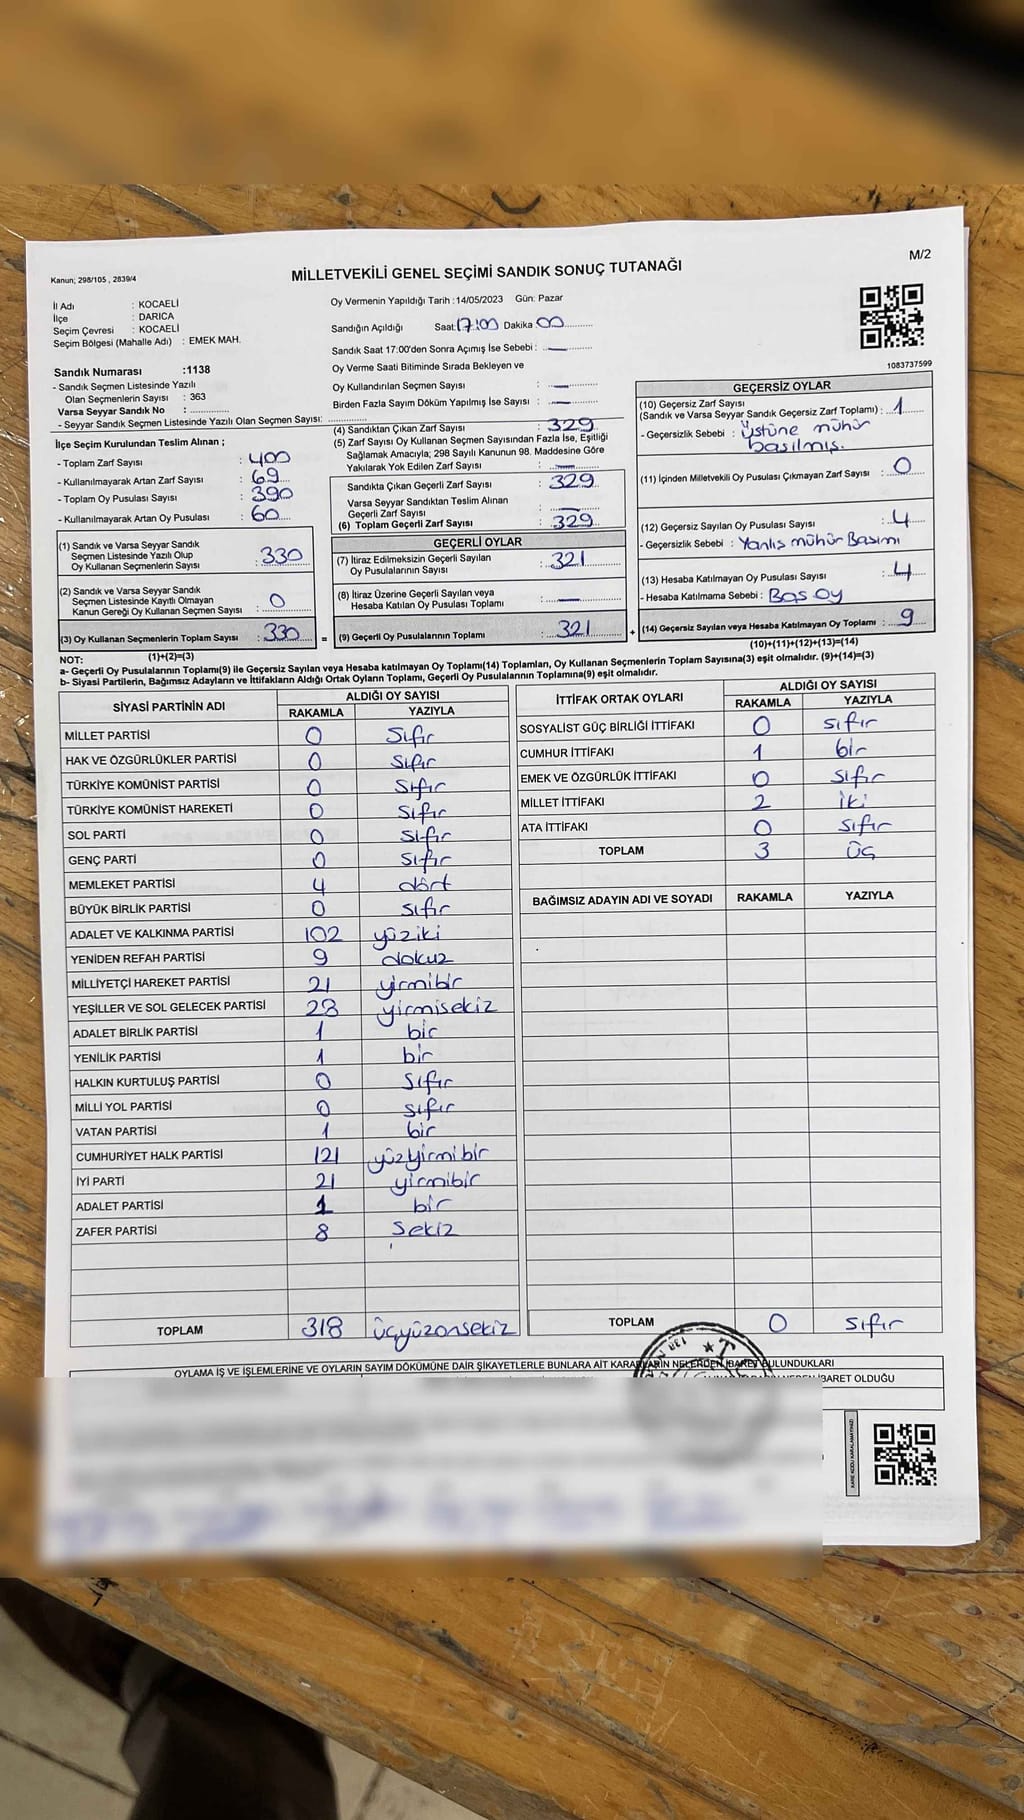 M/2
Kanun; 298/105 , 2839/4
MİLLETVEKİLİ GENEL SEÇİMİ SANDIK SONUÇ TUTANAĞI
İl Adı : KOCAELİ
İlçe : DARICA
Seçim Çevresi : KOCAELİ
Seçim Bölgesi (Mahalle Adı) : EMEK MAH.
Sandık Numarası :1138
- Sandık Seçmen Listesinde Yazılı
Olan Seçmenlerin Sayısı : 363
Varsa Seyyar Sandık No :
- Seyyar Sandık Seçmen Listesinde Yazılı Olan Seçmen Sayısı:
Oy Vermenin Yapıldığı Tarih :14/05/2023 Gün: Pazar
Sandığın Açıldığı Saat:17:00 Dakika:00
Sandık Saat 17:00'den Sonra Açımış İse Sebebi : —
Oy Verme Saati Bitiminde Sırada Bekleyen ve
Oy Kullandırılan Seçmen Sayısı : —
Birden Fazla Sayım Döküm Yapılmış İse Sayısı : —
1083737599
İlçe Seçim Kurulundan Teslim Alınan ;
- Toplam Zarf Sayısı : 400
- Kullanılmayarak Artan Zarf Sayısı : 69
- Toplam Oy Pusulası Sayısı : 390
- Kullanılmayarak Artan Oy Pusulası : 60
(1) Sandık ve Varsa Seyyar Sandık
Seçmen Listesinde Yazılı Olup
Oy Kullanan Seçmenlerin Sayısı : 330
(2) Sandık ve Varsa Seyyar Sandık
Seçmen Listesinde Kayıtlı Olmayan
Kanun Gereği Oy Kullanan Seçmen Sayısı : 0
(3) Oy Kullanan Seçmenlerin Toplam Sayısı : 330 =
(4) Sandıktan Çıkan Zarf Sayısı : 329
(5) Zarf Sayısı Oy Kullanan Seçmen Sayısından Fazla İse, Eşitliği
Sağlamak Amacıyla; 298 Sayılı Kanunun 98. Maddesine Göre
Yakılarak Yok Edilen Zarf Sayısı : —
Sandıkta Çıkan Geçerli Zarf Sayısı : 329
Varsa Seyyar Sandıktan Teslim Alınan
Geçerli Zarf Sayısı : —
(6) Toplam Geçerli Zarf Sayısı : 329
GEÇERLİ OYLAR
(7) İtiraz Edilmeksizin Geçerli Sayılan
Oy Pusulalarının Sayısı : 321
(8) İtiraz Üzerine Geçerli Sayılan veya
Hesaba Katılan Oy Pusulası Toplamı : —
(9) Geçerli Oy Pusulalarının Toplamı : 321 +
GEÇERSİZ OYLAR
(10) Geçersiz Zarf Sayısı
(Sandık ve Varsa Seyyar Sandık Geçersiz Zarf Toplamı) : 1
- Geçersizlik Sebebi : Üstüne mühür
basılmış.
(11) İçinden Milletvekili Oy Pusulası Çıkmayan Zarf Sayısı : 0
(12) Geçersiz Sayılan Oy Pusulası Sayısı : 4
- Geçersizlik Sebebi : Yanlış mühür Basımı
(13) Hesaba Katılmayan Oy Pusulası Sayısı : 4
- Hesaba Katılmama Sebebi : Boş Oy
(14) Geçersiz Sayılan veya Hesaba Katılmayan Oy Toplamı : 9
NOT: (1)+(2)=(3)
(10)+(11)+(12)+(13)=(14)
a- Geçerli Oy Pusulalarının Toplamı(9) ile Geçersiz Sayılan veya Hesaba katılmayan Oy Toplamı(14) Toplamları, Oy Kullanan Seçmenlerin Toplam Sayısına(3) eşit olmalıdır. (9)+(14)=(3)
b- Siyasi Partilerin, Bağımsız Adayların ve İttifakların Aldığı Ortak Oyların Toplamı, Geçerli Oy Pusulalarının Toplamına(9) eşit olmalıdır.
SİYASİ PARTİNİN ADI ALDIĞI OY SAYISI
RAKAMLA YAZIYLA
MİLLET PARTİSİ 0 sıfır
HAK VE ÖZGÜRLÜKLER PARTİSİ 0 sıfır
TÜRKİYE KOMÜNİST PARTİSİ 0 sıfır
TÜRKİYE KOMÜNİST HAREKETİ 0 sıfır
SOL PARTİ 0 sıfır
GENÇ PARTİ 0 sıfır
MEMLEKET PARTİSİ 4 dört
BÜYÜK BİRLİK PARTİSİ 0 sıfır
ADALET VE KALKINMA PARTİSİ 102 yüziki
YENİDEN REFAH PARTİSİ 9 dokuz
MİLLİYETÇİ HAREKET PARTİSİ 21 yirmibir
YEŞİLLER VE SOL GELECEK PARTİSİ 28 yirmisekiz
ADALET BİRLİK PARTİSİ 1 bir
YENİLİK PARTİSİ 1 bir
HALKIN KURTULUŞ PARTİSİ 0 sıfır
MİLLİ YOL PARTİSİ 0 sıfır
VATAN PARTİSİ 1 bir
CUMHURİYET HALK PARTİSİ 121 yüzyirmibir
İYİ PARTİ 21 yirmibir
ADALET PARTİSİ 1 bir
ZAFER PARTİSİ 8 sekiz
TOPLAM 318 üçyüzonsekiz
İTTİFAK ORTAK OYLARI ALDIĞI OY SAYISI
RAKAMLA YAZIYLA
SOSYALİST GÜÇ BİRLİĞİ İTTİFAKI 0 sıfır
CUMHUR İTTİFAKI 1 bir
EMEK VE ÖZGÜRLÜK İTTİFAKI 0 sıfır
MİLLET İTTİFAKI 2 iki
ATA İTTİFAKI 0 sıfır
TOPLAM 3 üç
BAĞIMSIZ ADAYIN ADI VE SOYADI RAKAMLA YAZIYLA
TOPLAM 0 sıfır
OYLAMA İŞ VE İŞLEMLERİNE VE OYLARIN SAYIM DÖKÜMÜNE DAİR ŞİKAYETLERLE BUNLARA AİT KARARLARIN NELERDEN İBARET BULUNDUKLARI
İBARET OLDUĞU
KARE KODU KARALAMAYINIZ!